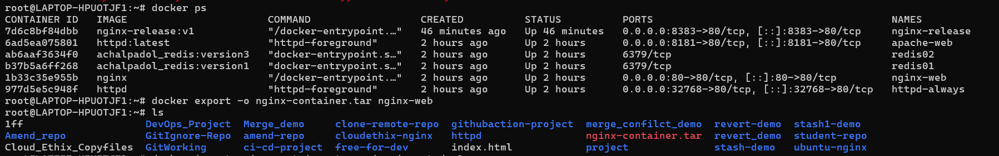 root@LAPTOP-HPUOTJF1:~# docker ps
CONTAINER ID   IMAGE                      COMMAND                  CREATED          STATUS          PORTS                                       NAMES
7d6c8bf84dbb   nginx-release:v1           "/docker-entrypoint.…"   46 minutes ago   Up 46 minutes   0.0.0.0:8383->80/tcp, [::]:8383->80/tcp     nginx-release
6ad5ea075801   httpd:latest               "httpd-foreground"       2 hours ago      Up 2 hours      0.0.0.0:8181->80/tcp, [::]:8181->80/tcp     apache-web
ab6aaf3634f0   achalpadol_redis:version3   "docker-entrypoint.s…"   2 hours ago      Up 2 hours      6379/tcp                                    redis02
b37b5a6ff268   achalpadol_redis:version1   "docker-entrypoint.s…"   2 hours ago      Up 2 hours      6379/tcp                                    redis01
1b33c35e955b   nginx                      "/docker-entrypoint.…"   2 hours ago      Up 2 hours      0.0.0.0:80->80/tcp, [::]:80->80/tcp         nginx-web
977d5e5c948f   httpd                      "httpd-foreground"       2 hours ago      Up 2 hours      0.0.0.0:32768->80/tcp, [::]:32768->80/tcp   httpd-always
root@LAPTOP-HPUOTJF1:~# docker export -o nginx-container.tar nginx-web
root@LAPTOP-HPUOTJF1:~# ls
1ff                   DevOps_Project   Merge_demo      clone-remote-repo   githubaction-project   merge_confilct_demo   revert-demo   stash1-demo
Amend_repo            GitIgnore-Repo   amend-repo      cloudethix-nginx    httpd                  nginx-container.tar   revert_demo   student-repo
Cloud_Ethix_Copyfiles   GitWorking       ci-cd-project   free-for-dev        index.html             project               stash-demo    ubuntu-nginx